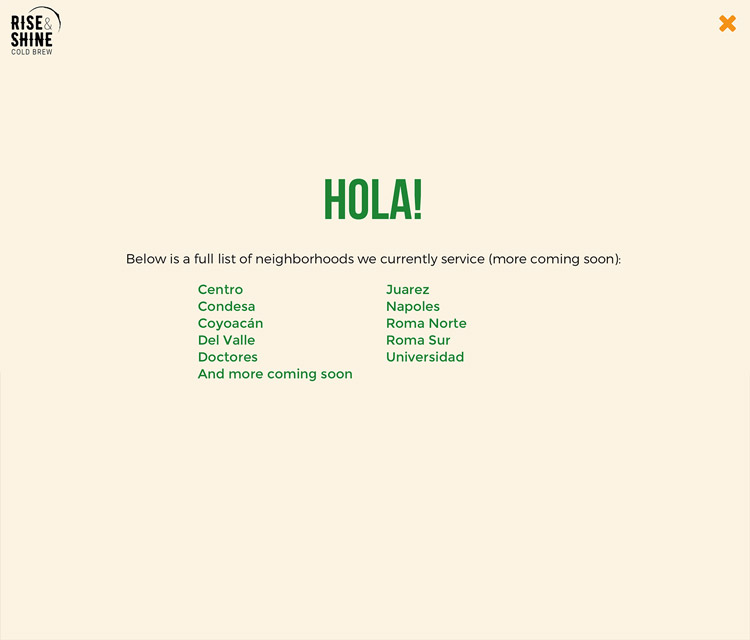 RISE&
SHINE
COLD BREW
HOLA!
Below is a full list of neighborhoods we currently service (more coming soon):
Centro
Condesa
Coyoacán
Del Valle
Doctores
And more coming soon
Juarez
Napoles
Roma Norte
Roma Sur
Universidad